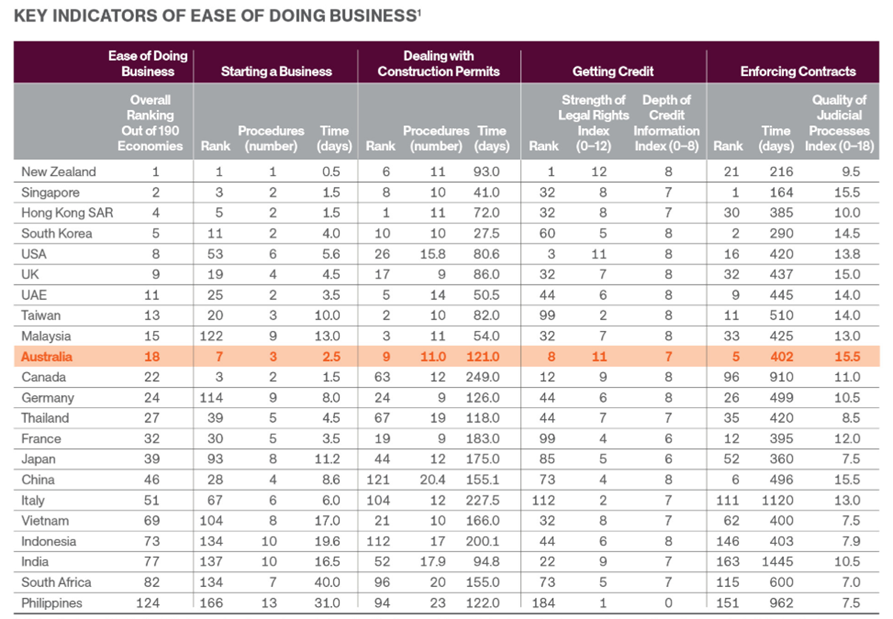 KEY INDICATORS OF EASE OF DOING BUSINESS¹
Ease of Doing Business Starting a Business Dealing with Construction Permits Getting Credit Enforcing Contracts
Overall Ranking Out of 190 Economies Rank Procedures (number) Time (days) Rank Procedures (number) Time (days) Rank Strength of Legal Rights Index (0–12) Depth of Credit Information Index (0–8) Rank Time (days) Quality of Judicial Processes Index (0–18)
New Zealand 1 1 1 0.5 6 11 93.0 1 12 8 21 216 9.5
Singapore 2 3 2 1.5 8 10 41.0 32 8 7 1 164 15.5
Hong Kong SAR 4 5 2 1.5 1 11 72.0 32 8 7 30 385 10.0
South Korea 5 11 2 4.0 10 10 27.5 60 5 8 2 290 14.5
USA 8 53 6 5.6 26 15.8 80.6 3 11 8 16 420 13.8
UK 9 19 4 4.5 17 9 86.0 32 7 8 32 437 15.0
UAE 11 25 2 3.5 5 14 50.5 44 6 8 9 445 14.0
Taiwan 13 20 3 10.0 2 10 82.0 99 2 8 11 510 14.0
Malaysia 15 122 9 13.0 3 11 54.0 32 7 8 33 425 13.0
Australia 18 7 3 2.5 9 11.0 121.0 8 11 7 5 402 15.5
Canada 22 3 2 1.5 63 12 249.0 12 9 8 96 910 11.0
Germany 24 114 9 8.0 24 9 126.0 44 6 8 26 499 10.5
Thailand 27 39 5 4.5 67 19 118.0 44 7 7 35 420 8.5
France 32 30 5 3.5 19 9 183.0 99 4 6 12 395 12.0
Japan 39 93 8 11.2 44 12 175.0 85 5 6 52 360 7.5
China 46 28 4 8.6 121 20.4 155.1 73 4 8 6 496 15.5
Italy 51 67 6 6.0 104 12 227.5 112 2 7 111 1120 13.0
Vietnam 69 104 8 17.0 21 10 166.0 32 8 7 62 400 7.5
Indonesia 73 134 10 19.6 112 17 200.1 44 6 8 146 403 7.9
India 77 137 10 16.5 52 17.9 94.8 22 9 7 163 1445 10.5
South Africa 82 134 7 40.0 96 20 155.0 73 5 7 115 600 7.0
Philippines 124 166 13 31.0 94 23 122.0 184 1 0 151 962 7.5